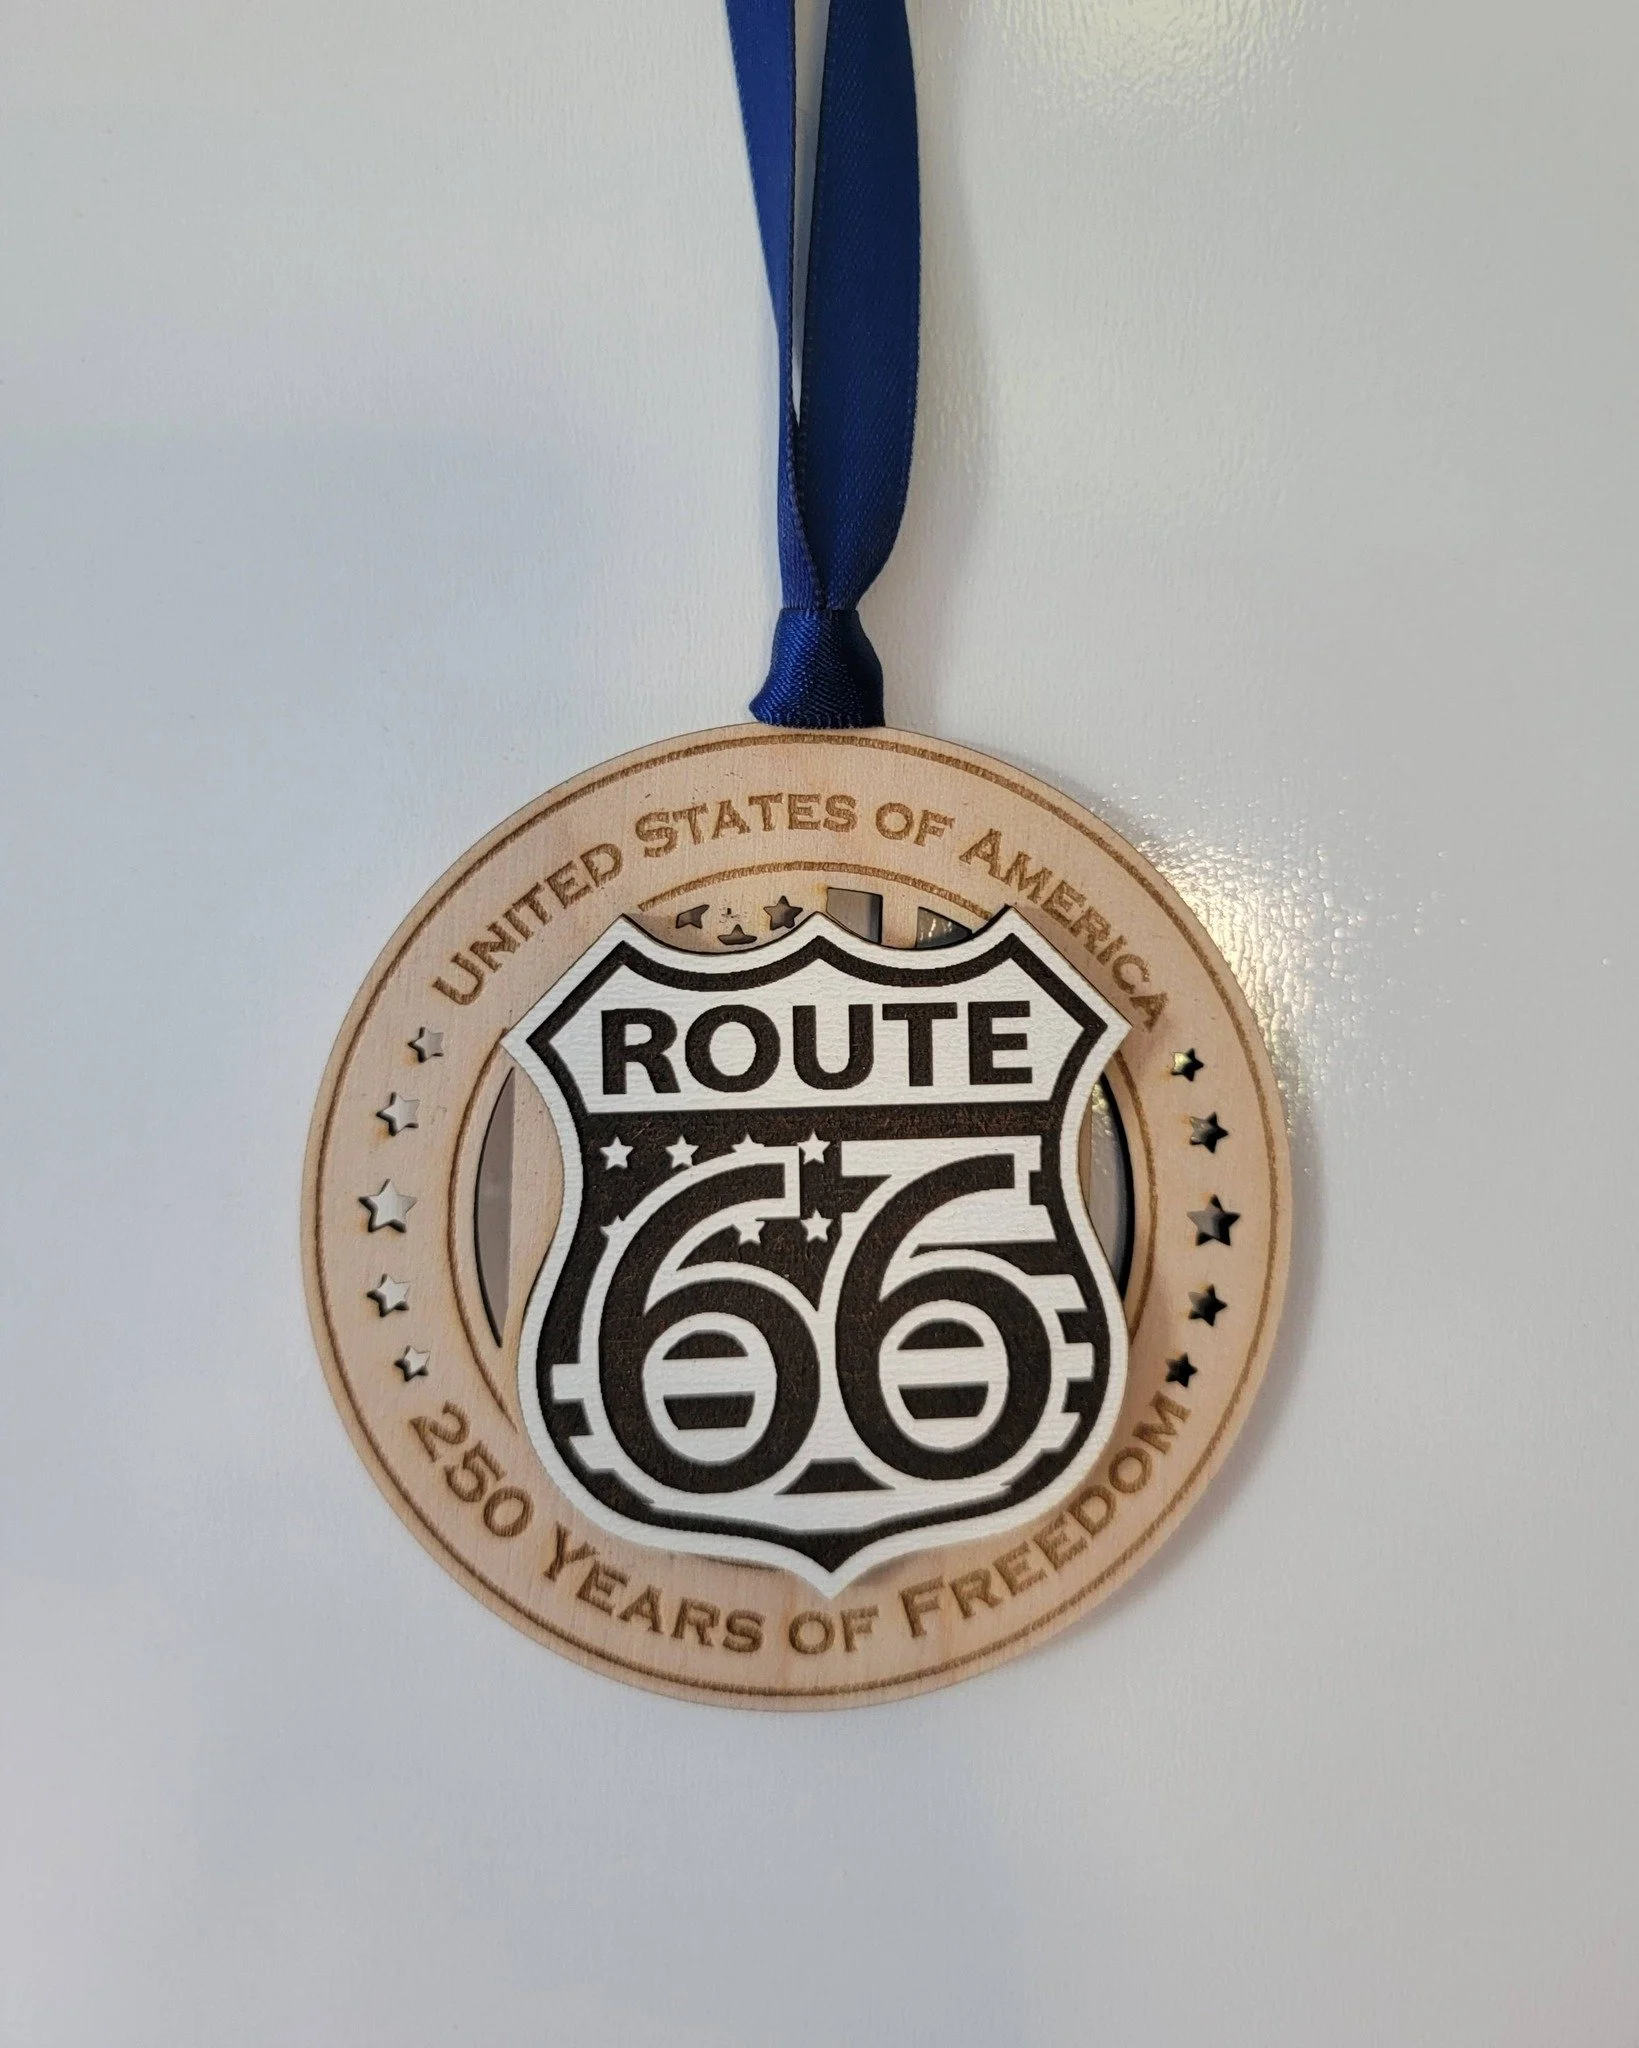 UNITED STATES OF AMERICA
ROUTE
66
250 YEARS OF FREEDOM